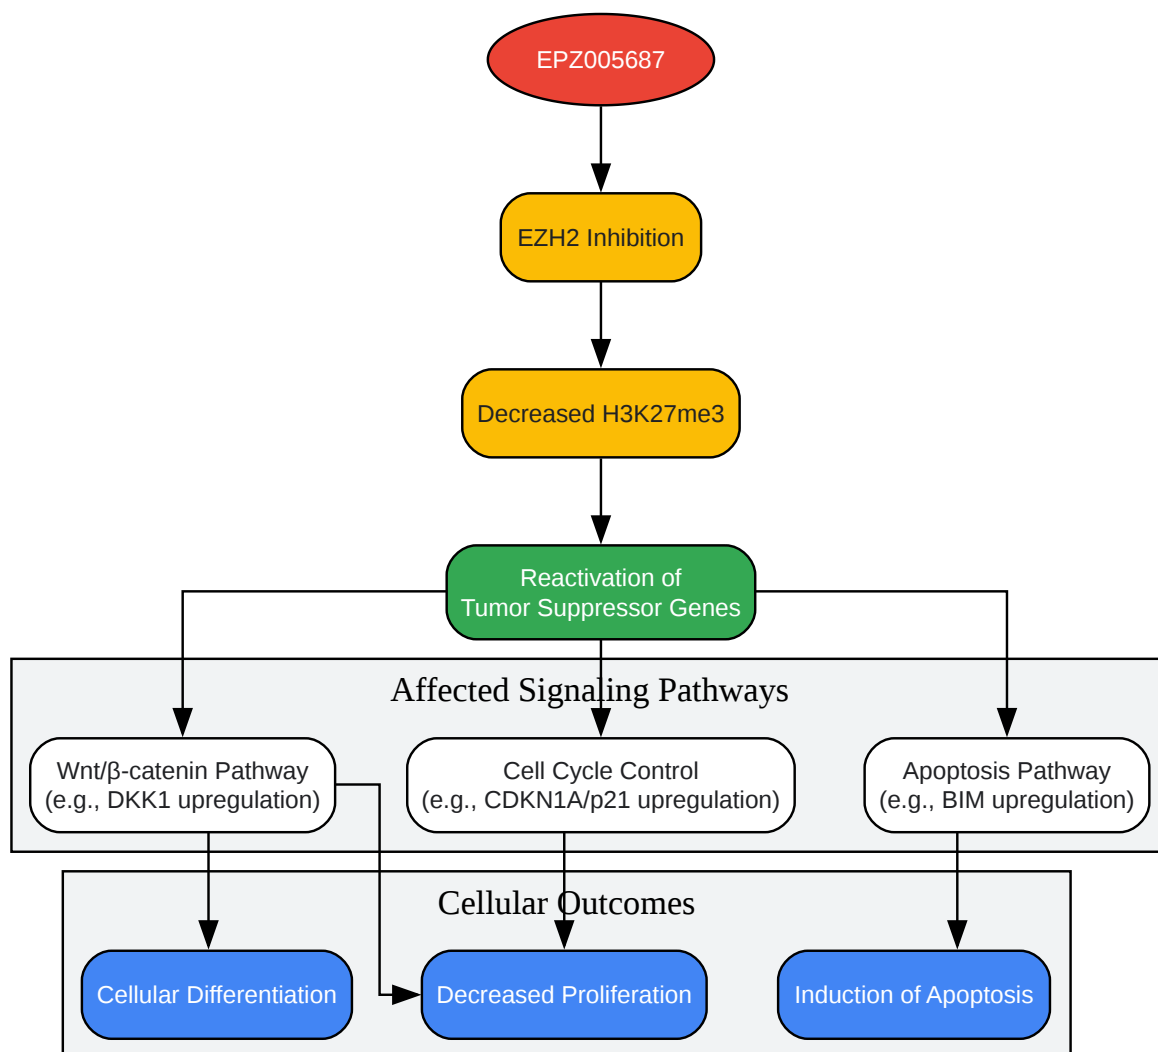 EPZ005687
EZH2 Inhibition
Decreased H3K27me3
Reactivation of
Tumor Suppressor Genes
Affected Signaling Pathways
Wnt/β-catenin Pathway
(e.g., DKK1 upregulation)
Cell Cycle Control
(e.g., CDKN1A/p21 upregulation)
Apoptosis Pathway
(e.g., BIM upregulation)
Cellular Outcomes
Cellular Differentiation
Decreased Proliferation
Induction of Apoptosis